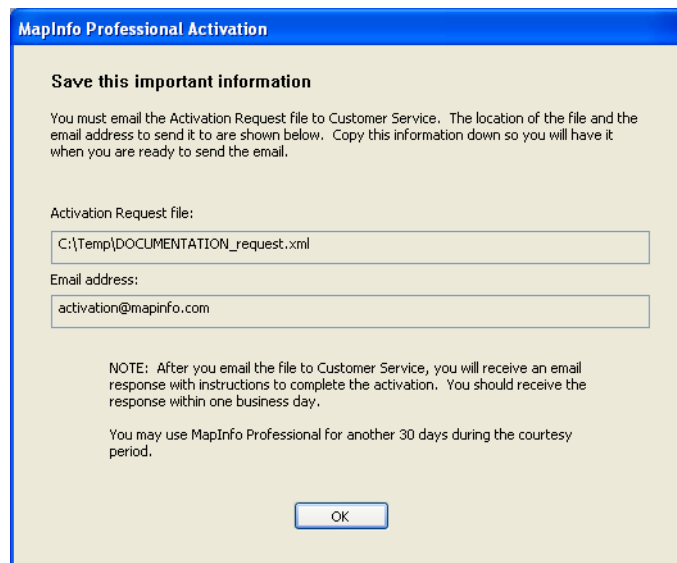 MapInfo Professional Activation
Save this important information
You must email the Activation Request file to Customer Service. The location of the file and the
email address to send it to are shown below. Copy this information down so you will have it
when you are ready to send the email.
Activation Request file:
C:\Temp\DOCUMENTATION_request.xml
Email address:
activation@mapinfo.com
NOTE: After you email the file to Customer Service, you will receive an email
response with instructions to complete the activation. You should receive the
response within one business day.
You may use MapInfo Professional for another 30 days during the courtesy
period.
OK